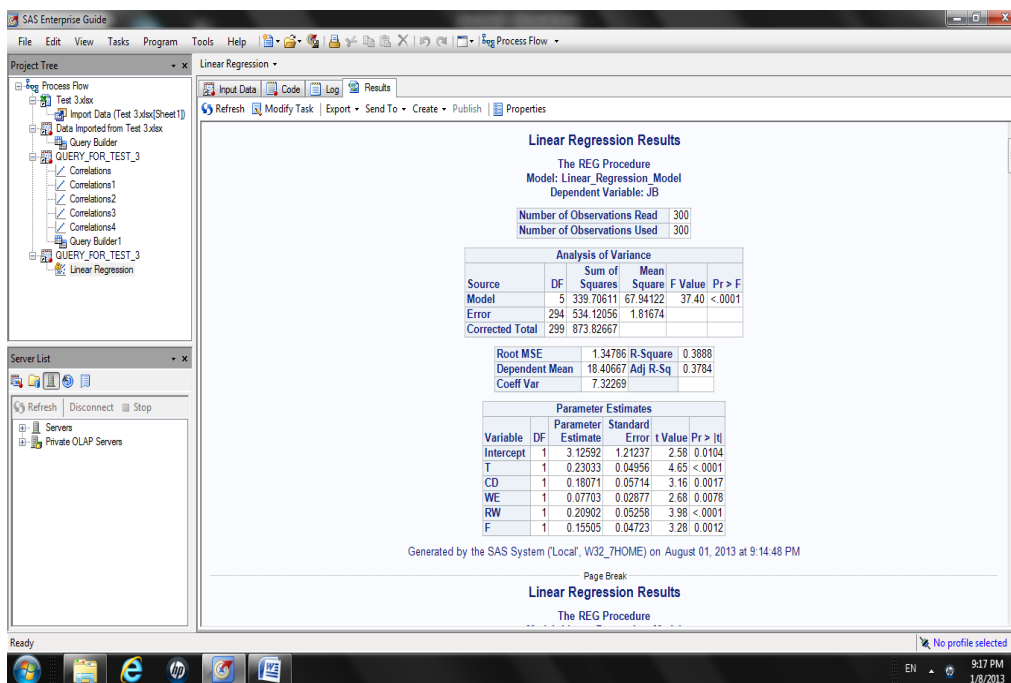 SAS Enterprise Guide
File Edit View Tasks Program Tools Help Process Flow
Project Tree
Process Flow
Test 3.xlsx
Import Data (Test 3.xlsx[Sheet1])
Data Imported from Test 3.xlsx
Query Builder
QUERY_FOR_TEST_3
Correlations
Correlations1
Correlations2
Correlations3
Correlations4
Query Builder1
QUERY_FOR_TEST_3
Linear Regression
Server List
Refresh Disconnect Stop
Servers
Private OLAP Servers
Linear Regression
Input Data Code Log Results
Refresh Modify Task Export Send To Create Publish Properties
Linear Regression Results
The REG Procedure
Model: Linear_Regression_Model
Dependent Variable: JB
Number of Observations Read 300
Number of Observations Used 300
Analysis of Variance
Source DF Sum of Squares Mean Square F Value Pr > F
Model 5 339.70611 67.94122 37.40 <.0001
Error 294 534.12056 1.81674
Corrected Total 299 873.82667
Root MSE 1.34786 R-Square 0.3888
Dependent Mean 18.40667 Adj R-Sq 0.3784
Coeff Var 7.32269
Parameter Estimates
Variable DF Parameter Estimate Standard Error t Value Pr > |t|
Intercept 1 3.12592 1.21237 2.58 0.0104
T 1 0.23033 0.04956 4.65 <.0001
CD 1 0.18071 0.05714 3.16 0.0017
WE 1 0.07703 0.02877 2.68 0.0078
RW 1 0.20902 0.05258 3.98 <.0001
F 1 0.15505 0.04723 3.28 0.0012
Generated by the SAS System ('Local', W32_7HOME) on August 01, 2013 at 9:14:48 PM
Page Break
Linear Regression Results
The REG Procedure
Ready
No profile selected
hp
W
EN
9:17 PM
1/8/2013